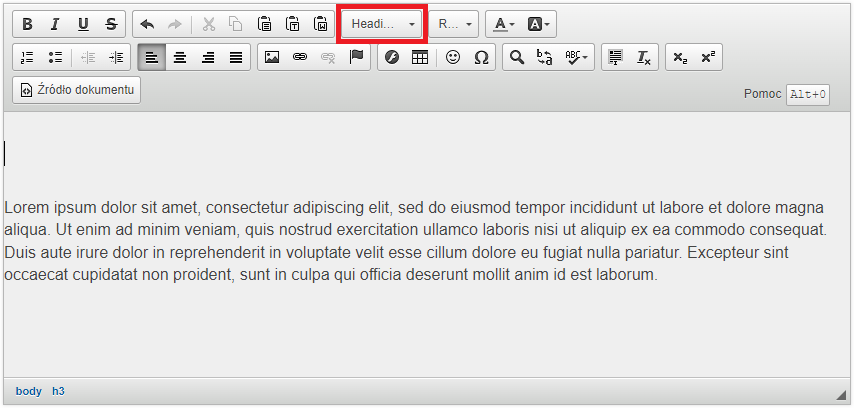 B I U S Headi... R... A A
ABC
Źródło dokumentu
Pomoc Alt+0
Lorem ipsum dolor sit amet, consectetur adipiscing elit, sed do eiusmod tempor incididunt ut labore et dolore magna
aliqua. Ut enim ad minim veniam, quis nostrud exercitation ullamco laboris nisi ut aliquip ex ea commodo consequat.
Duis aute irure dolor in reprehenderit in voluptate velit esse cillum dolore eu fugiat nulla pariatur. Excepteur sint
occaecat cupidatat non proident, sunt in culpa qui officia deserunt mollit anim id est laborum.
body h3